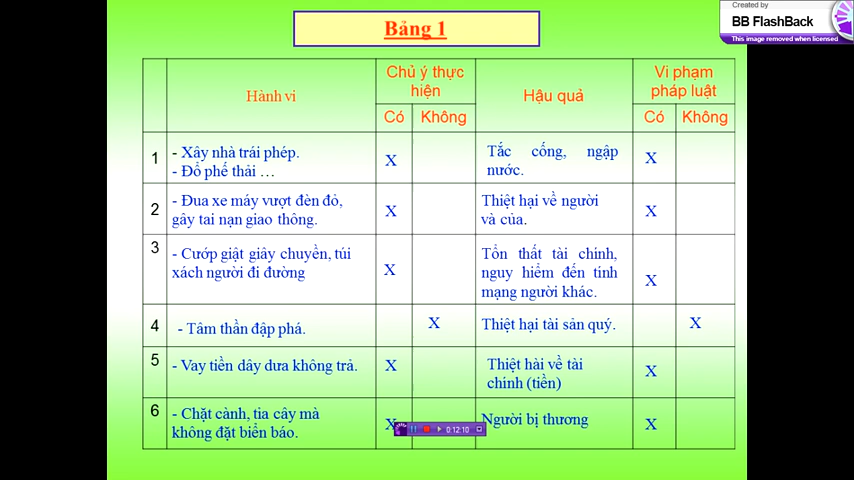 Created by
BB FlashBack
This image removed when licensed
Bảng 1
Hành vi
Chủ ý thực
hiện
Hậu quả
Vi phạm
pháp luật
Có
Không
Có
Không
1
- Xây nhà trái phép.
- Đổ phế thải …
X
Tắc cống, ngập
nước.
X
2
- Đua xe máy vượt đèn đỏ,
gây tai nạn giao thông.
X
Thiệt hại về người
và của.
X
3
- Cướp giật giây chuyền, túi
xách người đi đường
X
Tổn thất tài chính,
nguy hiểm đến tinh
mạng người khác.
X
4
- Tâm thần đập phá.
X
Thiệt hại tài sản quý.
X
5
- Vay tiền dây dưa không trả.
X
Thiệt hài về tài
chinh (tiền)
X
6
- Chặt cành, tỉa cây mà
không đặt biển báo.
X
0:12:10
Người bị thương
X